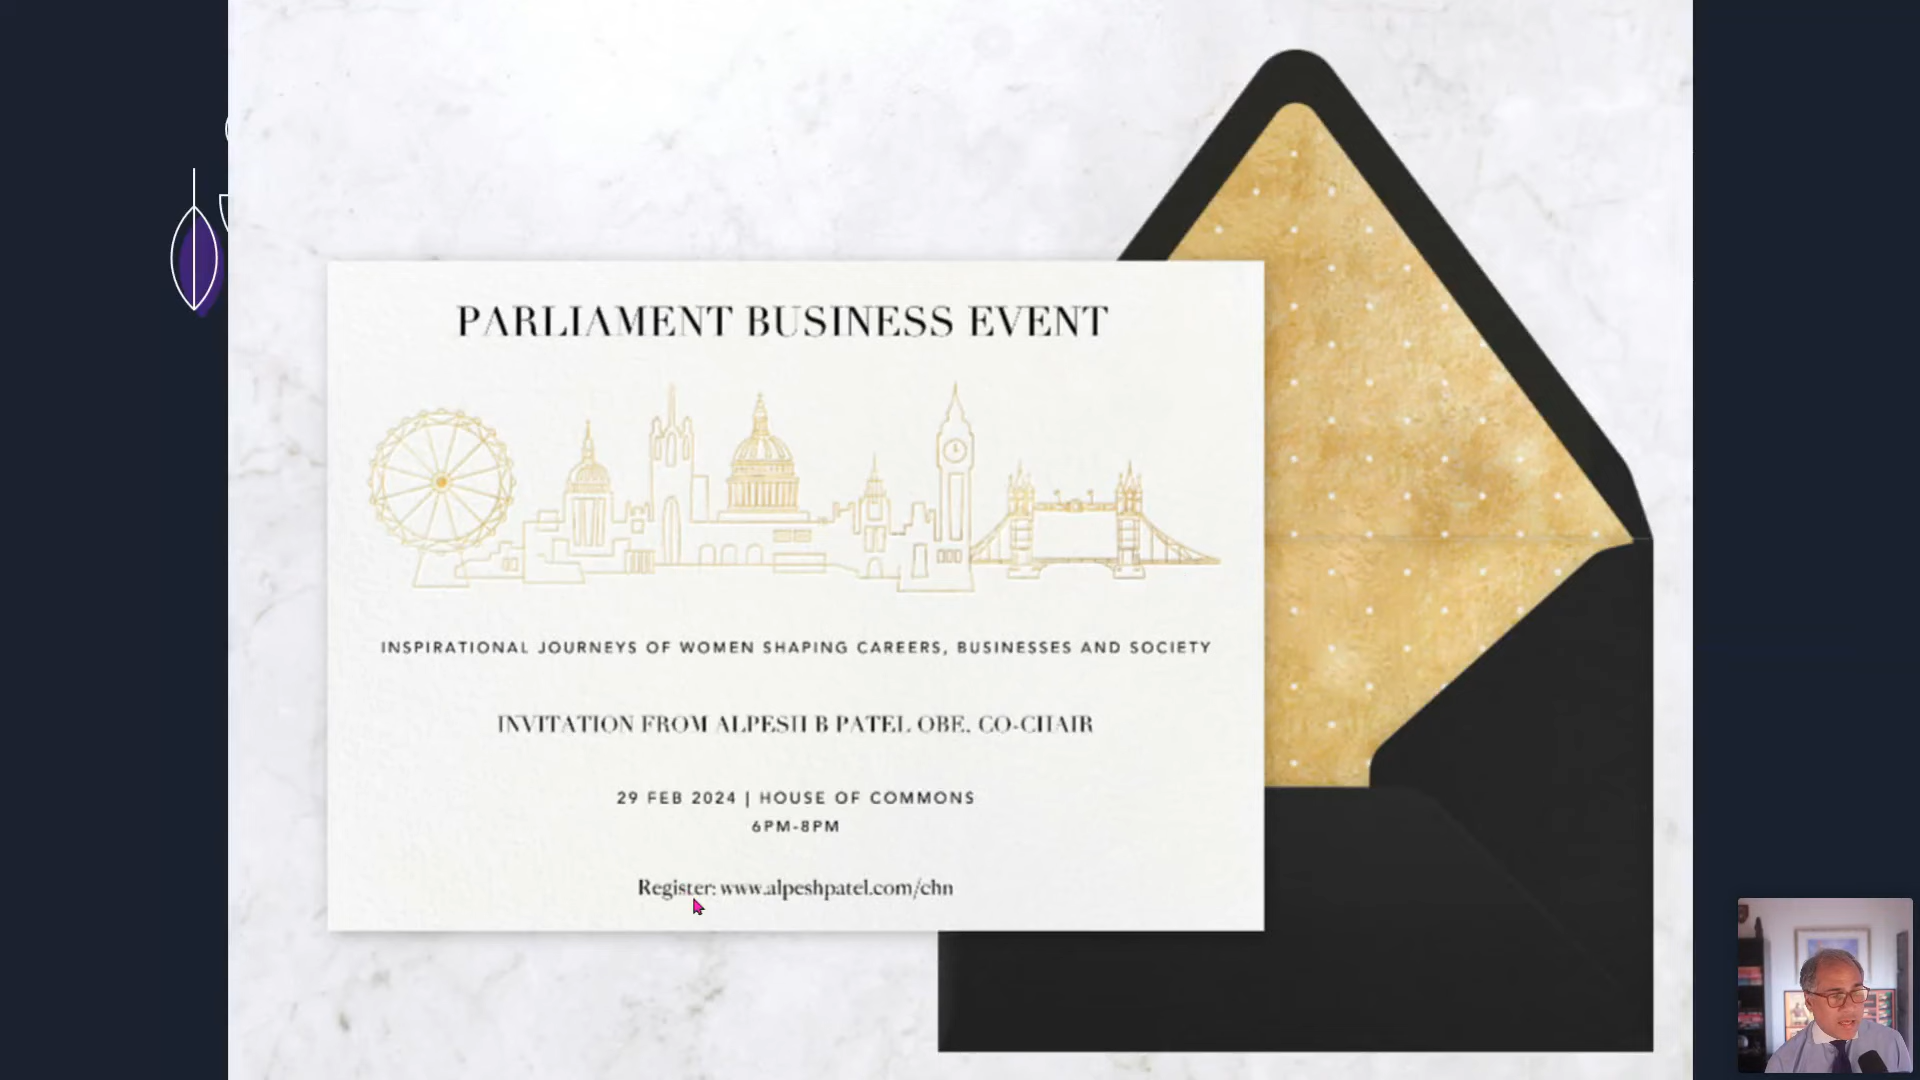 PARLIAMENT BUSINESS EVENT
INSPIRATIONAL JOURNEYS OF WOMEN SHAPING CAREERS, BUSINESSES AND SOCIETY
INVITATION FROM ALPESH B PATEL OBE, CO-CHAIR
29 FEB 2024 | HOUSE OF COMMONS
6PM-8PM
Register: www.alpeshpatel.com/chn